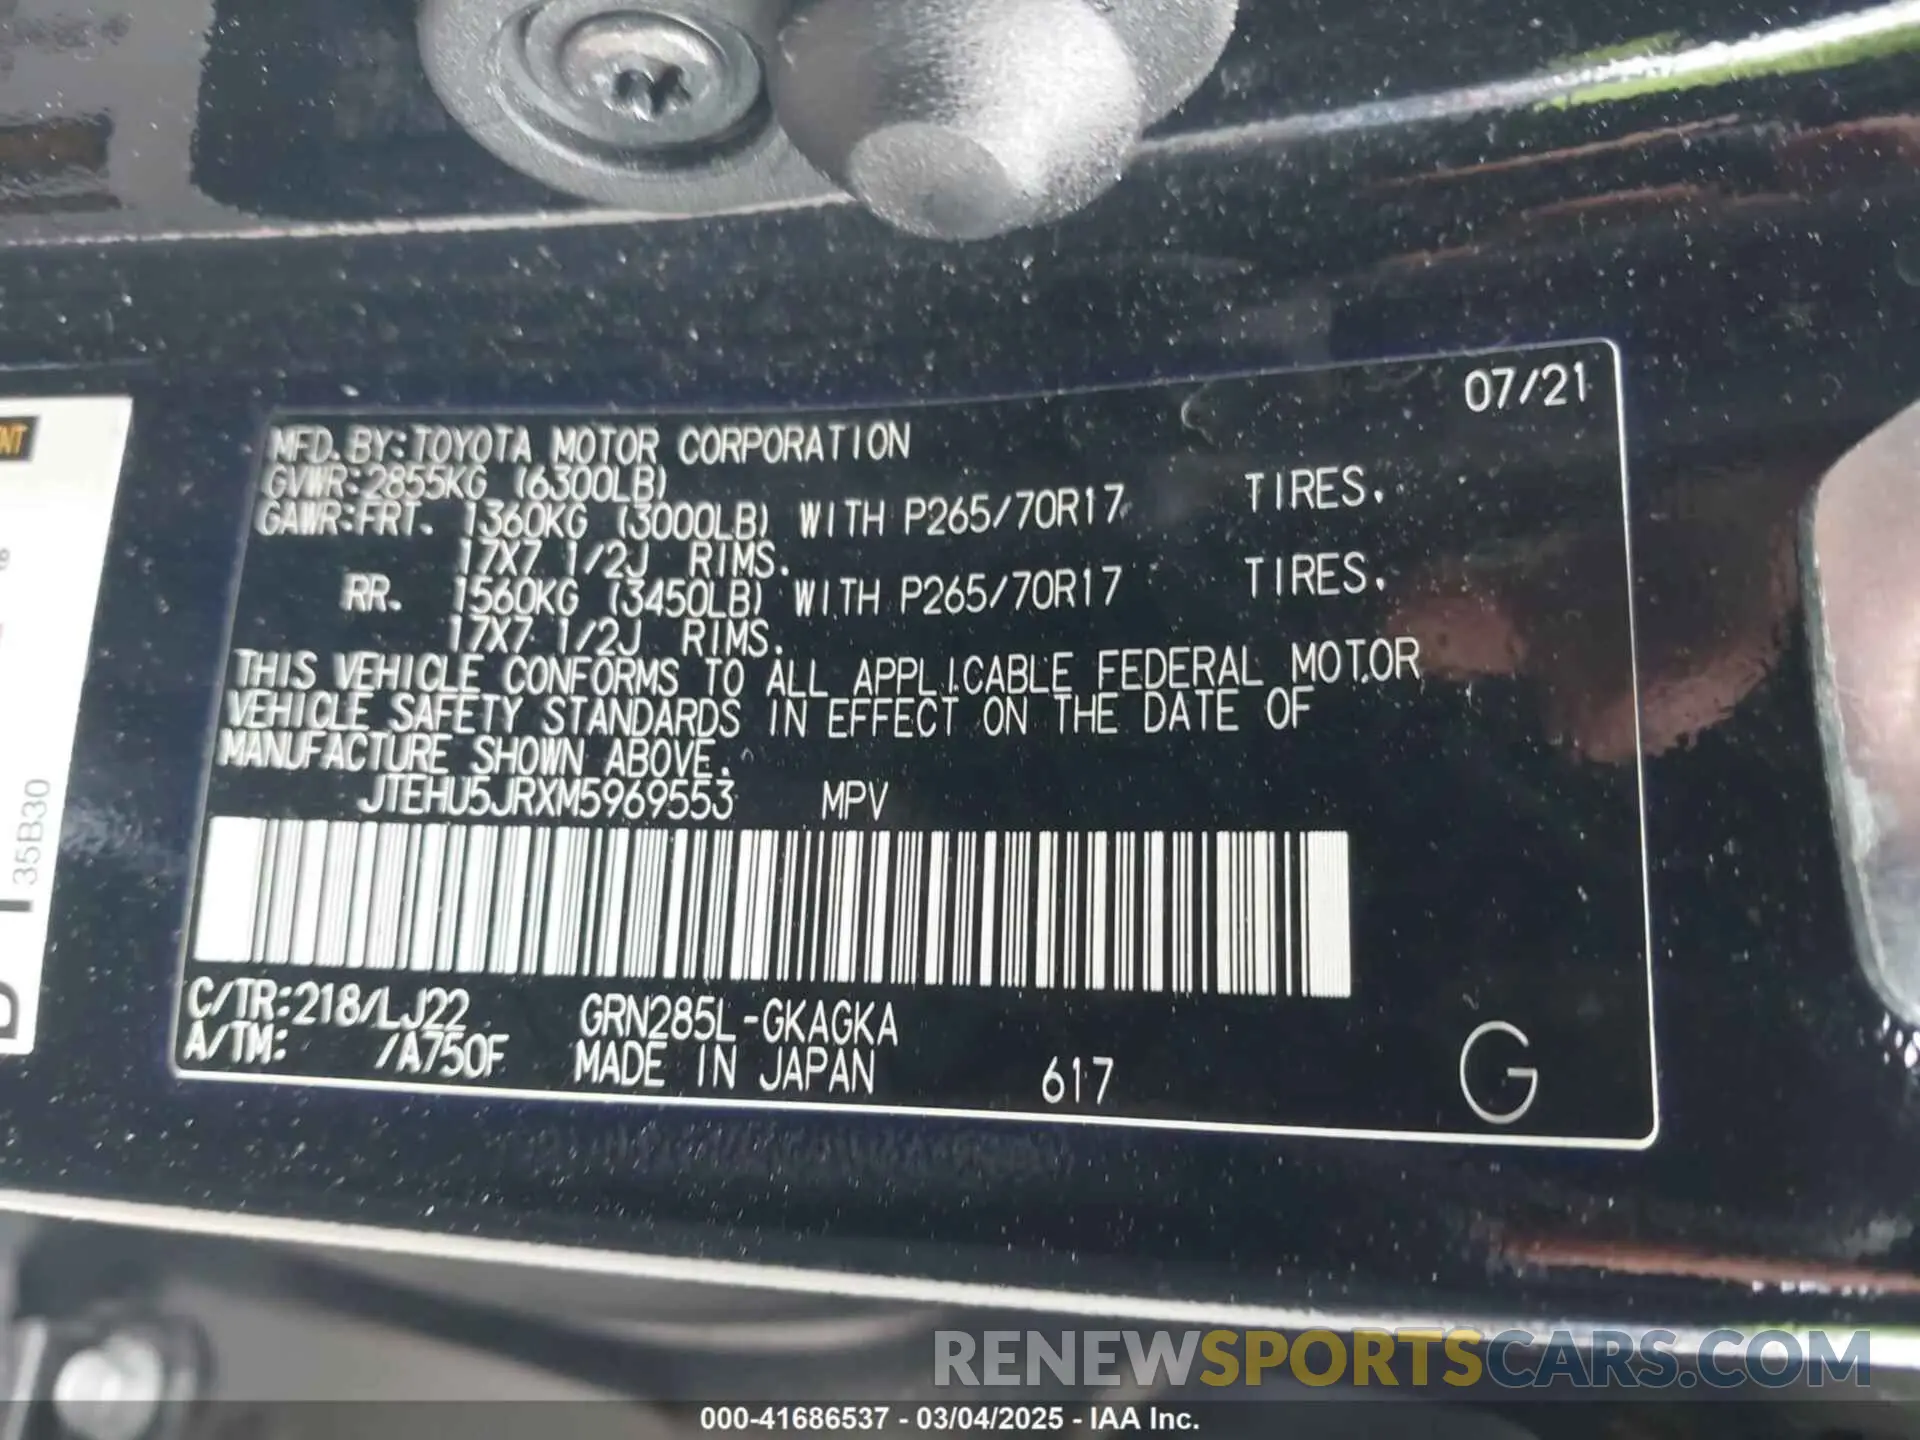 07/21
MFD. BY: TOYOTA MOTOR CORPORATION
GVWR: 2855KG (6300LB)
GAWR: FRT. 1360KG (3000LB) WITH P265/70R17 TIRES.
17X7 1/2J RIMS.
RR. 1560KG (3450LB) WITH P265/70R17 TIRES.
17X7 1/2J RIMS.
THIS VEHICLE CONFORMS TO ALL APPLICABLE FEDERAL MOTOR
VEHICLE SAFETY STANDARDS IN EFFECT ON THE DATE OF
MANUFACTURE SHOWN ABOVE.
JTEHU5JRXM5969553 MPV
C/TR: 218/LJ22 GRN285L-GKAGKA
A/TM: /A750F MADE IN JAPAN 617 G
35B30
RENEWSPORTSCARS.COM
000-41686537 - 03/04/2025 - IAA Inc.